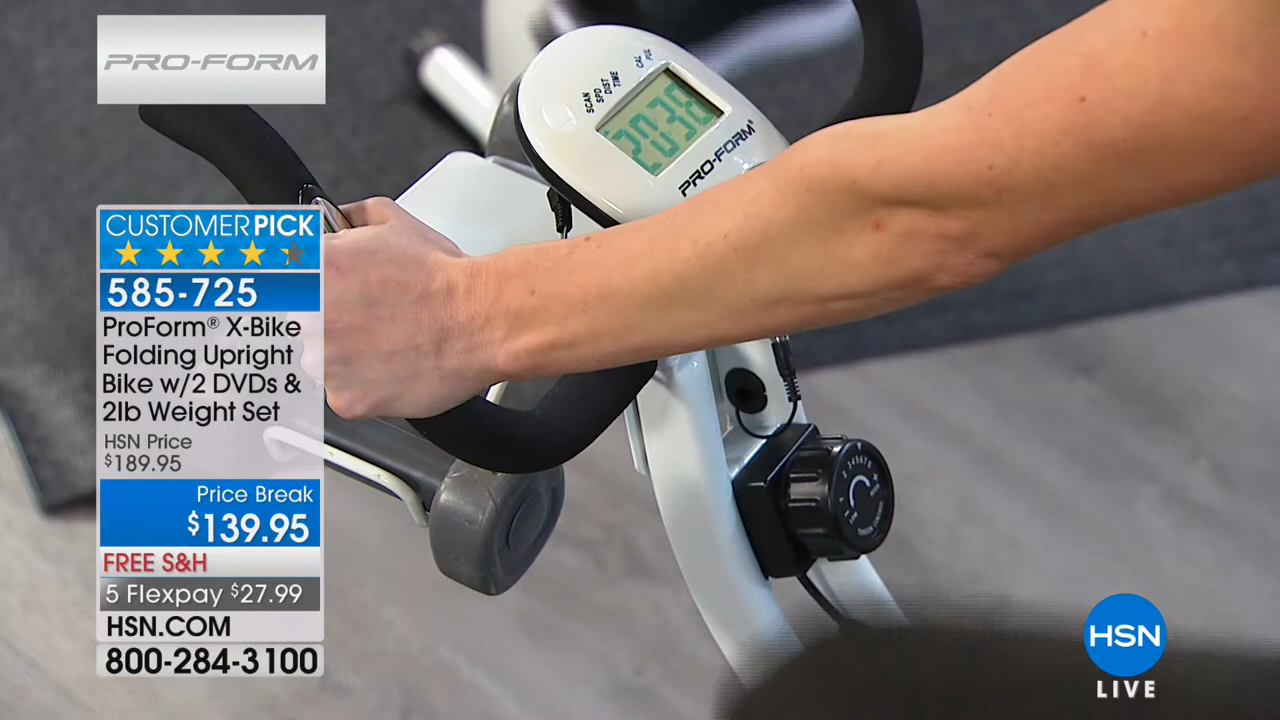 PRO-FORM
CUSTOMER PICK
585-725
ProForm® X-Bike
Folding Upright
Bike w/2 DVDs &
2lb Weight Set
HSN Price
$189.95
Price Break
$139.95
FREE S&H
5 Flexpay $27.99
HSN.COM
800-284-3100
SCAN
SPD
DIST
TIME
CAL
PUL
PRO-FORM®
HSN
LIVE